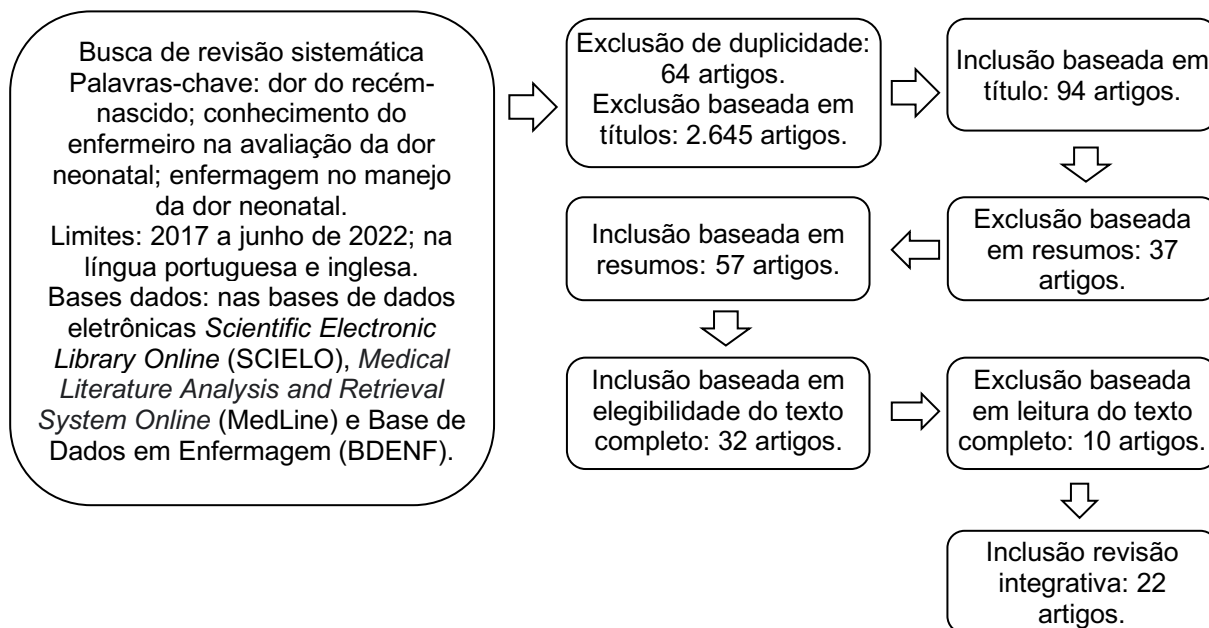 Busca de revisão sistemática
Palavras-chave: dor do recém-
nascido; conhecimento do
enfermeiro na avaliação da dor
neonatal; enfermagem no manejo
da dor neonatal.
Limites: 2017 a junho de 2022; na
língua portuguesa e inglesa.
Bases dados: nas bases de dados
eletrônicas Scientific Electronic
Library Online (SCIELO), Medical
Literature Analysis and Retrieval
System Online (MedLine) e Base de
Dados em Enfermagem (BDENF).
Exclusão de duplicidade:
64 artigos.
Exclusão baseada em
títulos: 2.645 artigos.
Inclusão baseada em
título: 94 artigos.
Exclusão baseada
em resumos: 37
artigos.
Inclusão baseada em
resumos: 57 artigos.
Inclusão baseada em
elegibilidade do texto
completo: 32 artigos.
Exclusão baseada
em leitura do texto
completo: 10 artigos.
Inclusão revisão
integrativa: 22
artigos.